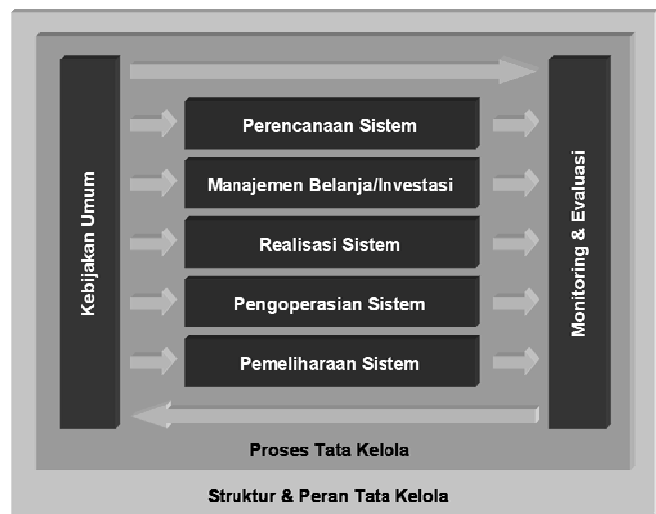 Kebijakan Umum
Perencanaan Sistem
Manajemen Belanja/Investasi
Realisasi Sistem
Pengoperasian Sistem
Pemeliharaan Sistem
Monitoring & Evaluasi
Proses Tata Kelola
Struktur & Peran Tata Kelola